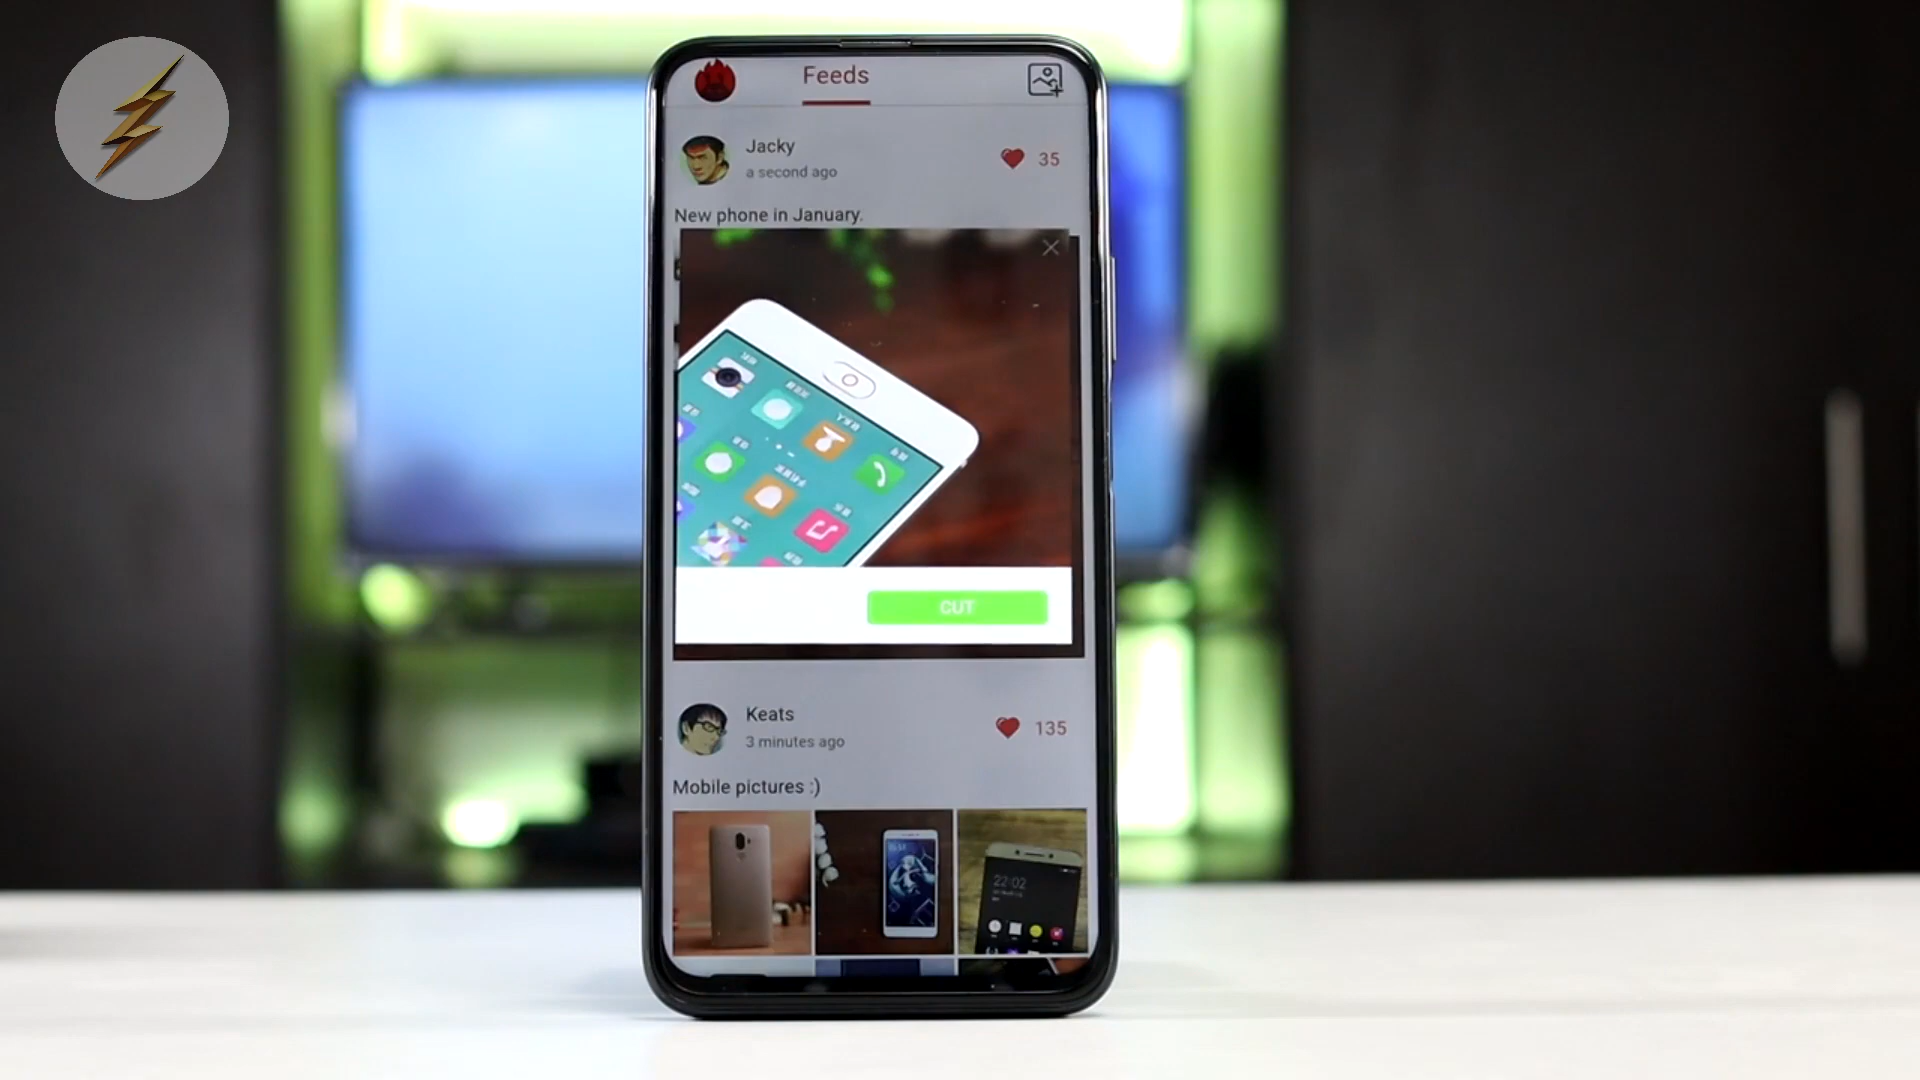 Feeds
Jacky
35
a second ago
New phone in January.
CUT
Keats
135
3 minutes ago
Mobile pictures :)
22:02